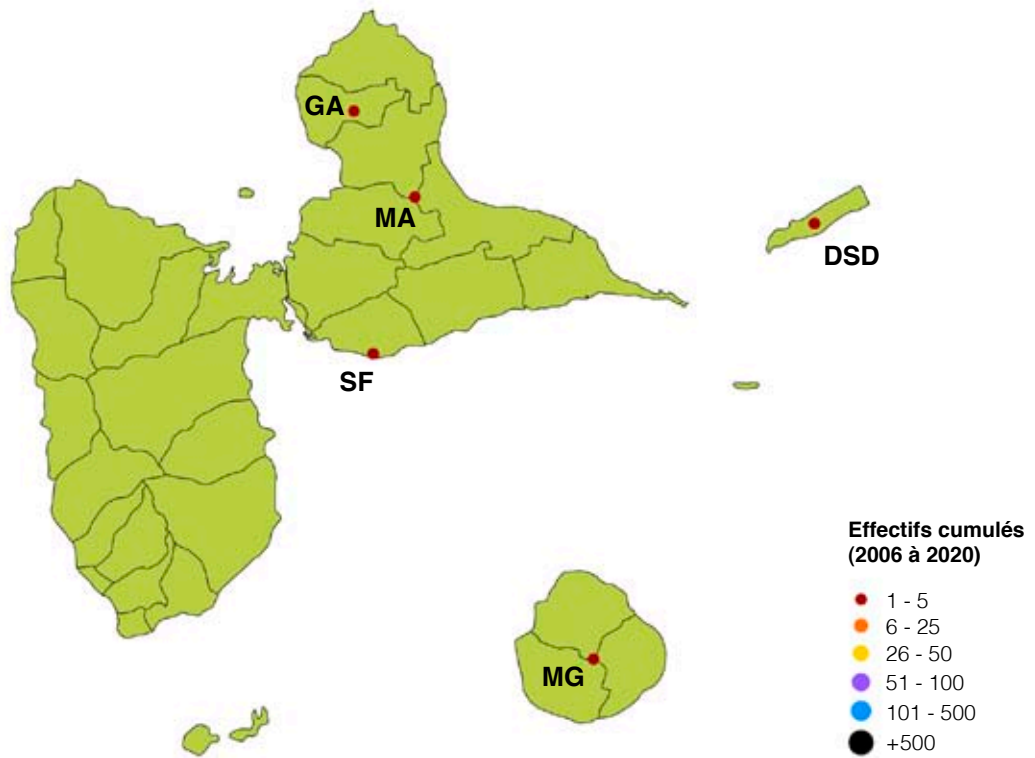 GA
MA
DSD
SF
MG
Effectifs cumulés
(2006 à 2020)
1 - 5
6 - 25
26 - 50
51 - 100
101 - 500
+500